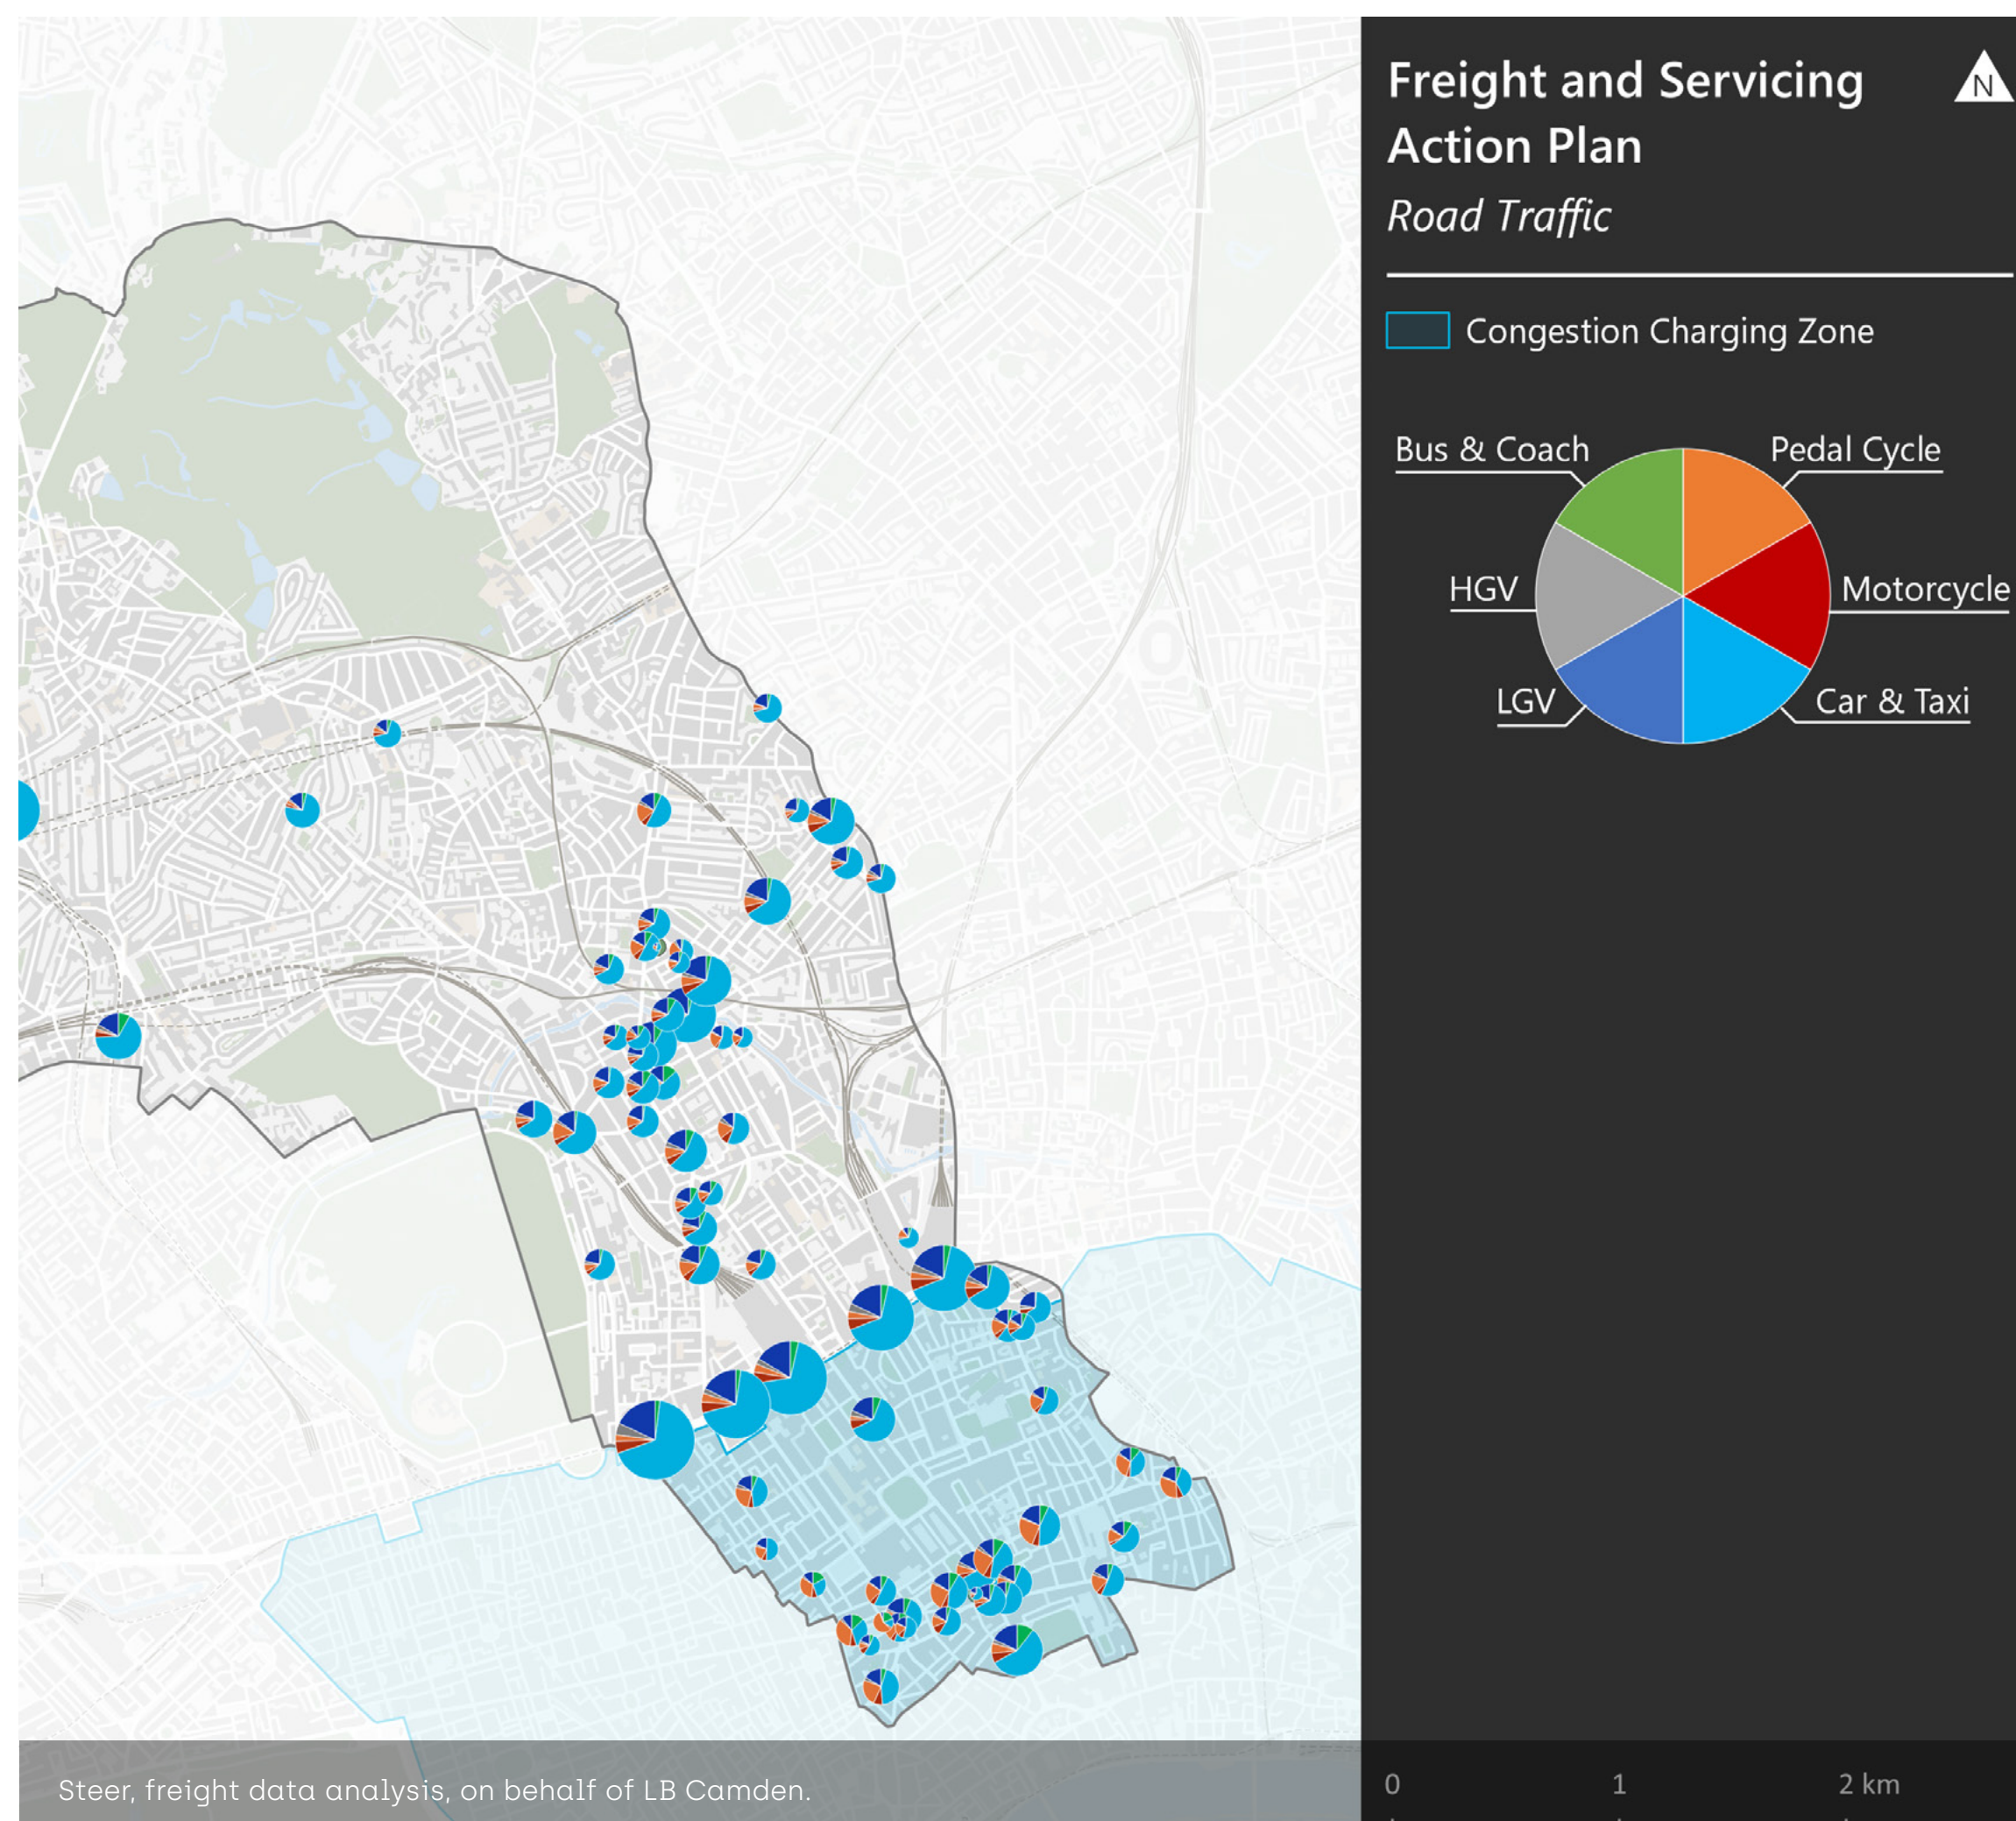 Freight and Servicing
Action Plan
N
Road Traffic
Congestion Charging Zone
Bus & Coach
Pedal Cycle
HGV
Motorcycle
LGV
Car & Taxi
Steer, freight data analysis, on behalf of LB Camden.
0 1 2 km